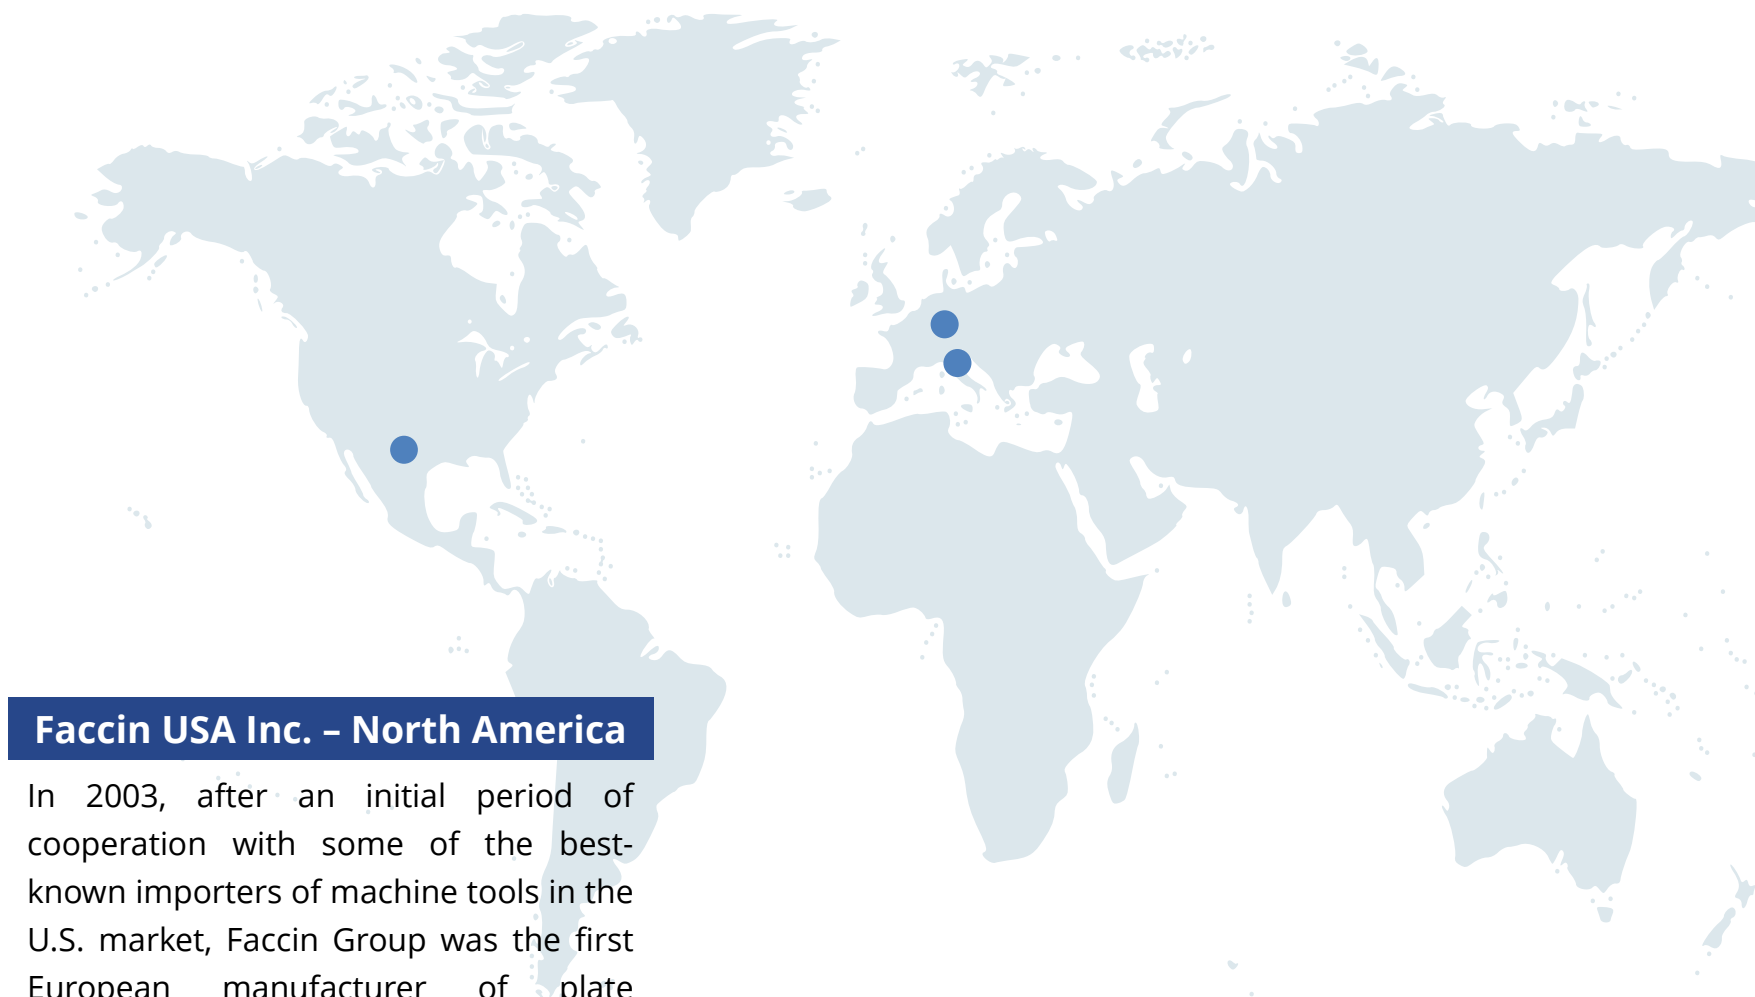 Faccin USA Inc. – North America
In 2003, after an initial period of
cooperation with some of the best-
known importers of machine tools in the
U.S. market, Faccin Group was the first
European manufacturer of plate